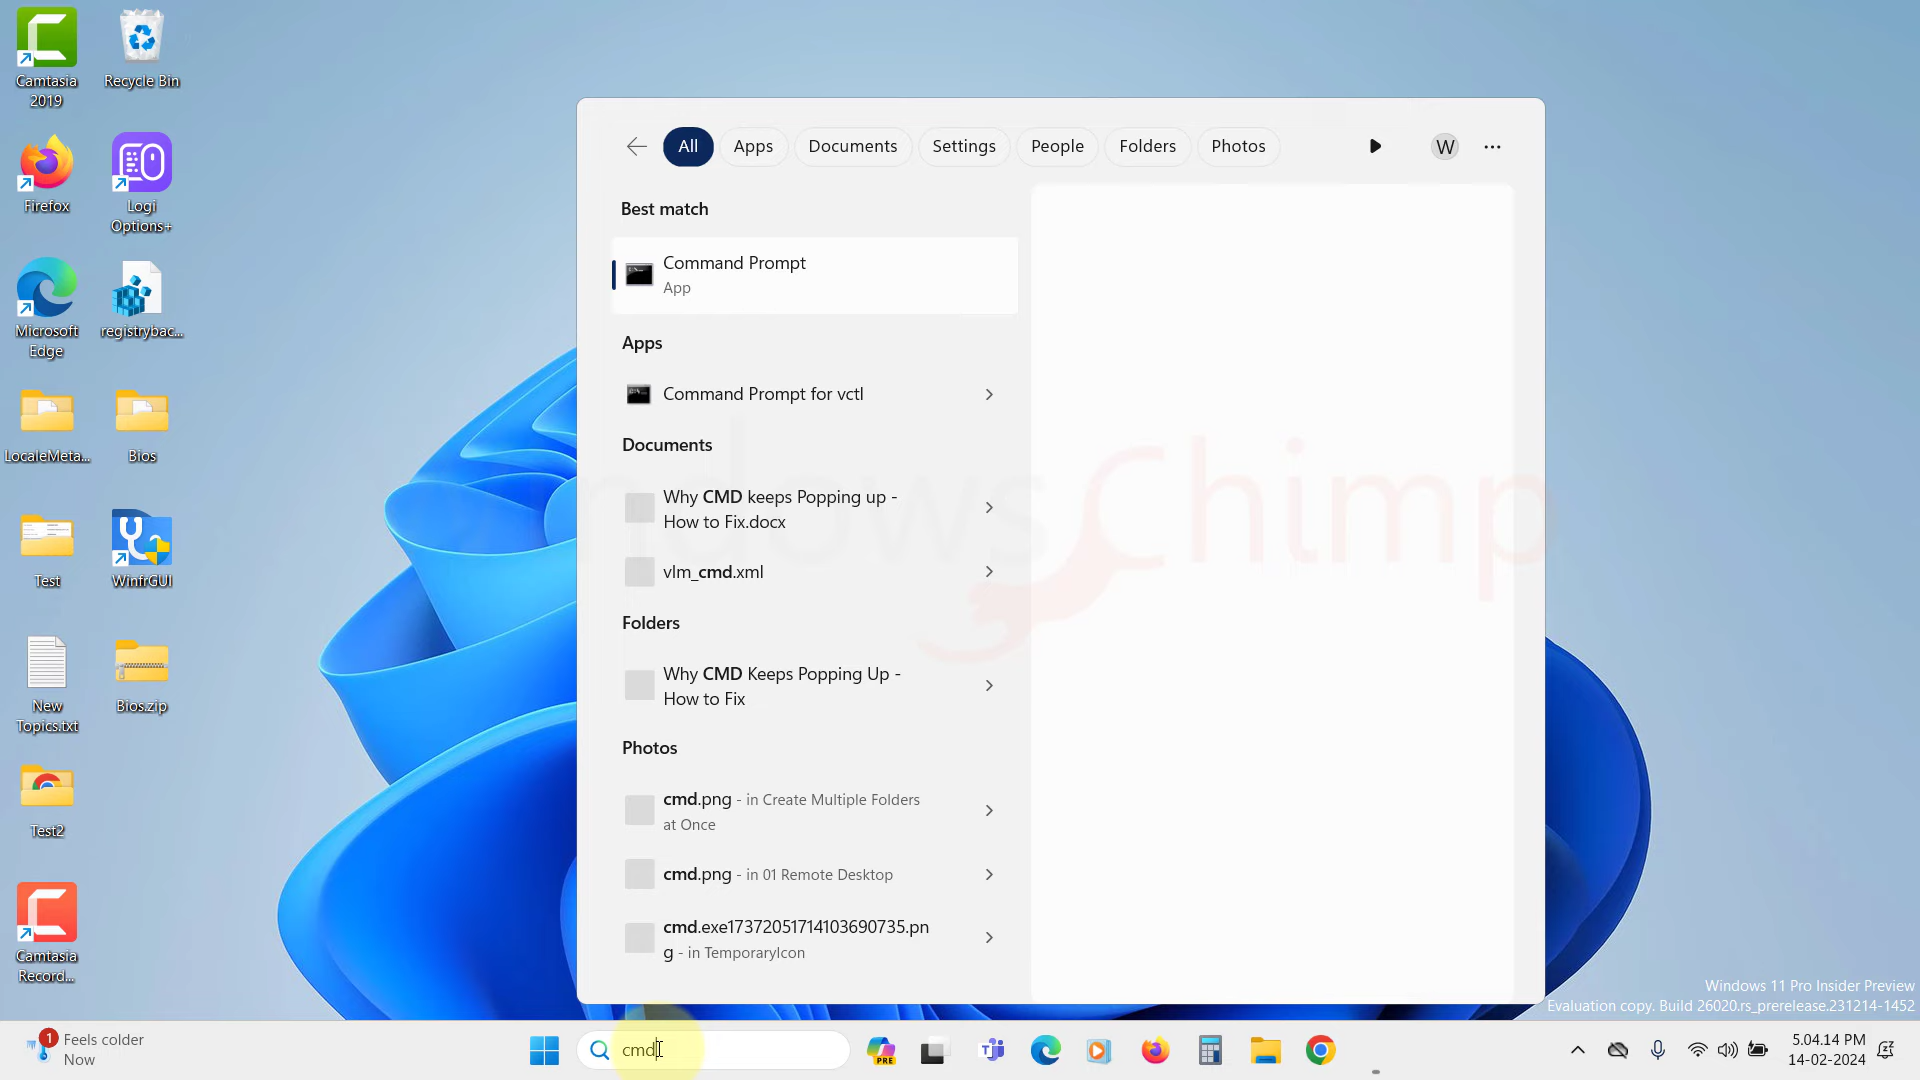 Camtasia
2019
Recycle Bin
Firefox
Logi
Options+
Microsoft
Edge
registrybac...
LocaleMeta...
Bios
Test
WinfrGUI
New
Topics.txt
Bios.zip
Test2
Camtasia
Record...
All
Apps
Documents
Settings
People
Folders
Photos
W
Best match
Command Prompt
App
Apps
Command Prompt for vctl
Documents
Why CMD keeps Popping up -
How to Fix.docx
vlm_cmd.xml
Folders
Why CMD Keeps Popping Up -
How to Fix
Photos
cmd.png - in Create Multiple Folders
at Once
cmd.png - in 01 Remote Desktop
cmd.exe17372051714103690735.pn
g - in TemporaryIcon
indowsChimp
Windows 11 Pro Insider Preview
Evaluation copy. Build 26020.rs_prerelease.231214-1452
1
Feels colder
Now
cmd
PRE
5.04.14 PM
14-02-2024